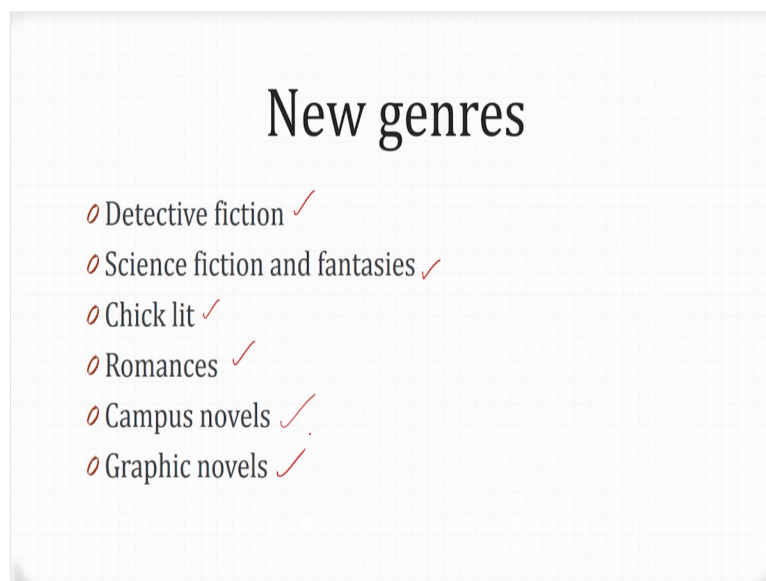 New genres
Detective fiction
Science fiction and fantasies
Chick lit
Romances
Campus novels
Graphic novels